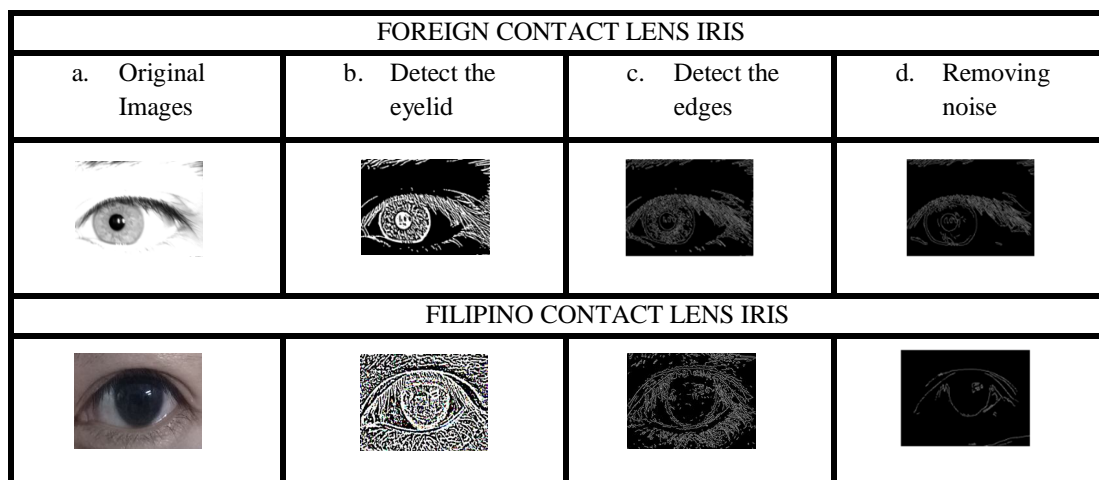 FOREIGN CONTACT LENS IRIS
a. Original
Images
b. Detect the
eyelid
c. Detect the
edges
d. Removing
noise
FILIPINO CONTACT LENS IRIS